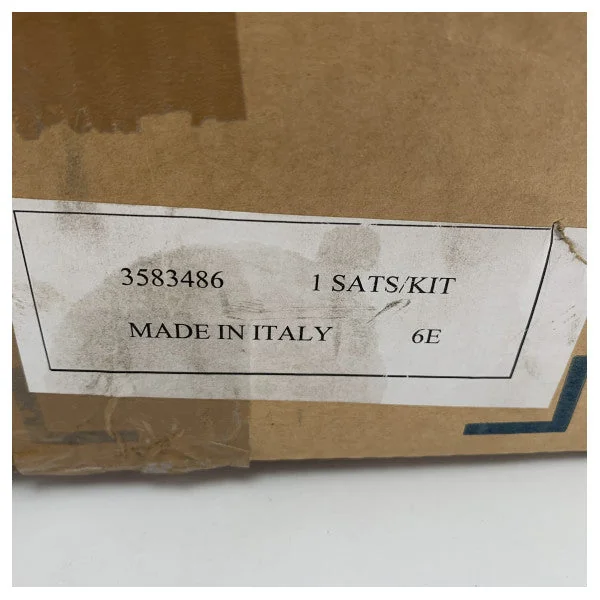 3583486 1 SATS/KIT
MADE IN ITALY 6E